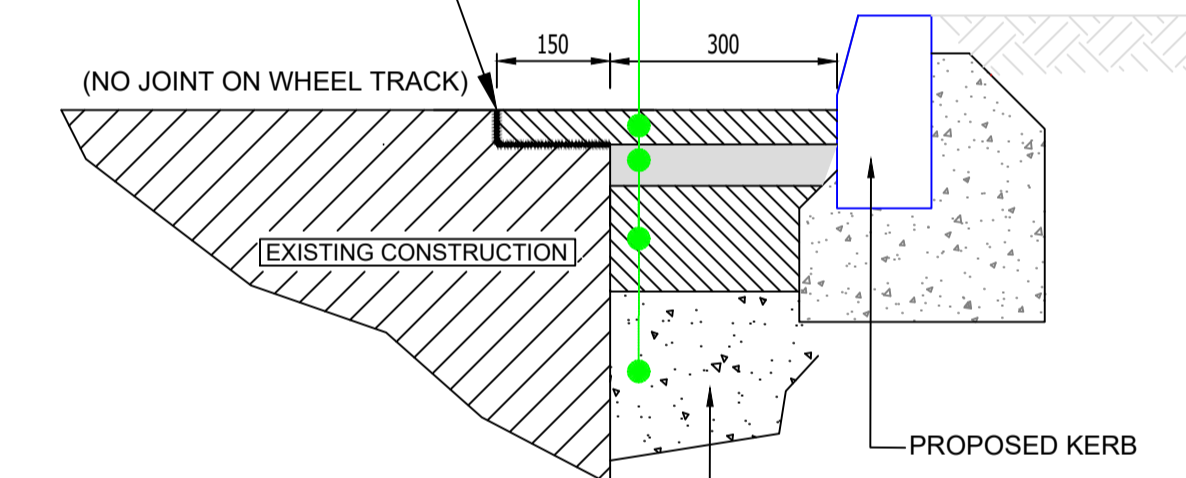 150
300
(NO JOINT ON WHEEL TRACK)
EXISTING CONSTRUCTION
PROPOSED KERB